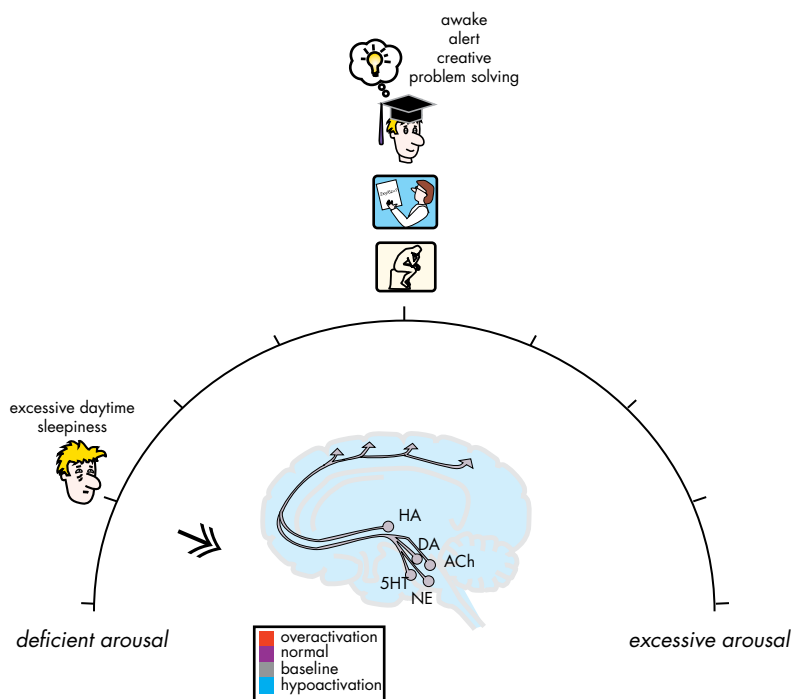 awake
alert
creative
problem solving
excessive daytime
sleepiness
HA
DA
ACh
5HT
NE
deficient arousal
excessive arousal
overactivation
normal
baseline
hypoactivation